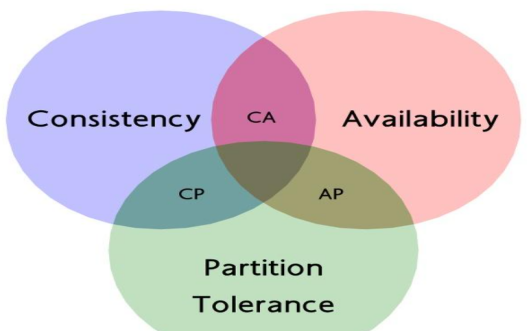 Consistency
CA
Availability
CP
AP
Partition
Tolerance